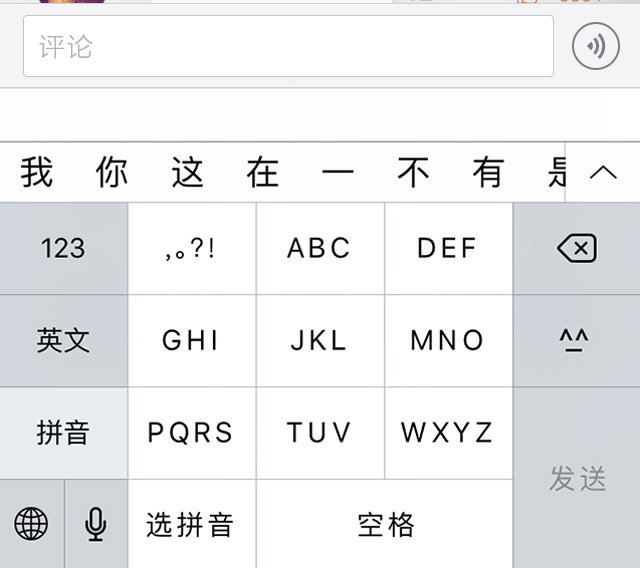 评论
我 你 这 在 一 不 有
123 ,。?! ABC DEF
英文 GHI JKL MNO ^^
拼音 PQRS TUV WXYZ
发送
选拼音 空格